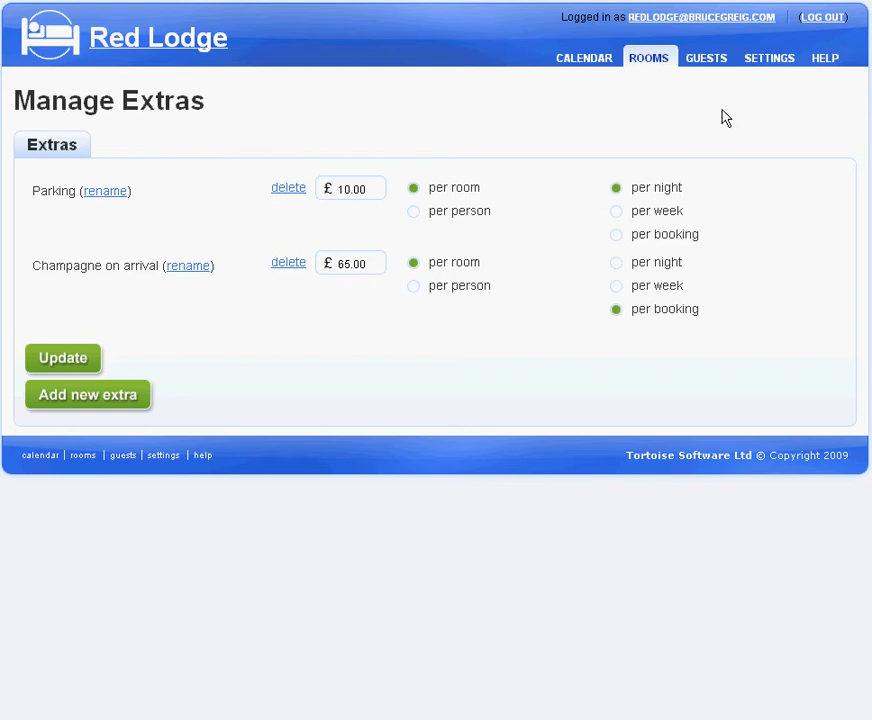 Logged in as REDLODGE@BRUCEGREIG.COM (LOG OUT)
Red Lodge
CALENDAR ROOMS GUESTS SETTINGS HELP
Manage Extras
Extras
Parking (rename) delete £ 10.00 per room per night
per person per week
per booking
Champagne on arrival (rename) delete £ 65.00 per room per night
per person per week
per booking
Update
Add new extra
calendar | rooms | guests | settings | help Tortoise Software Ltd © Copyright 2009